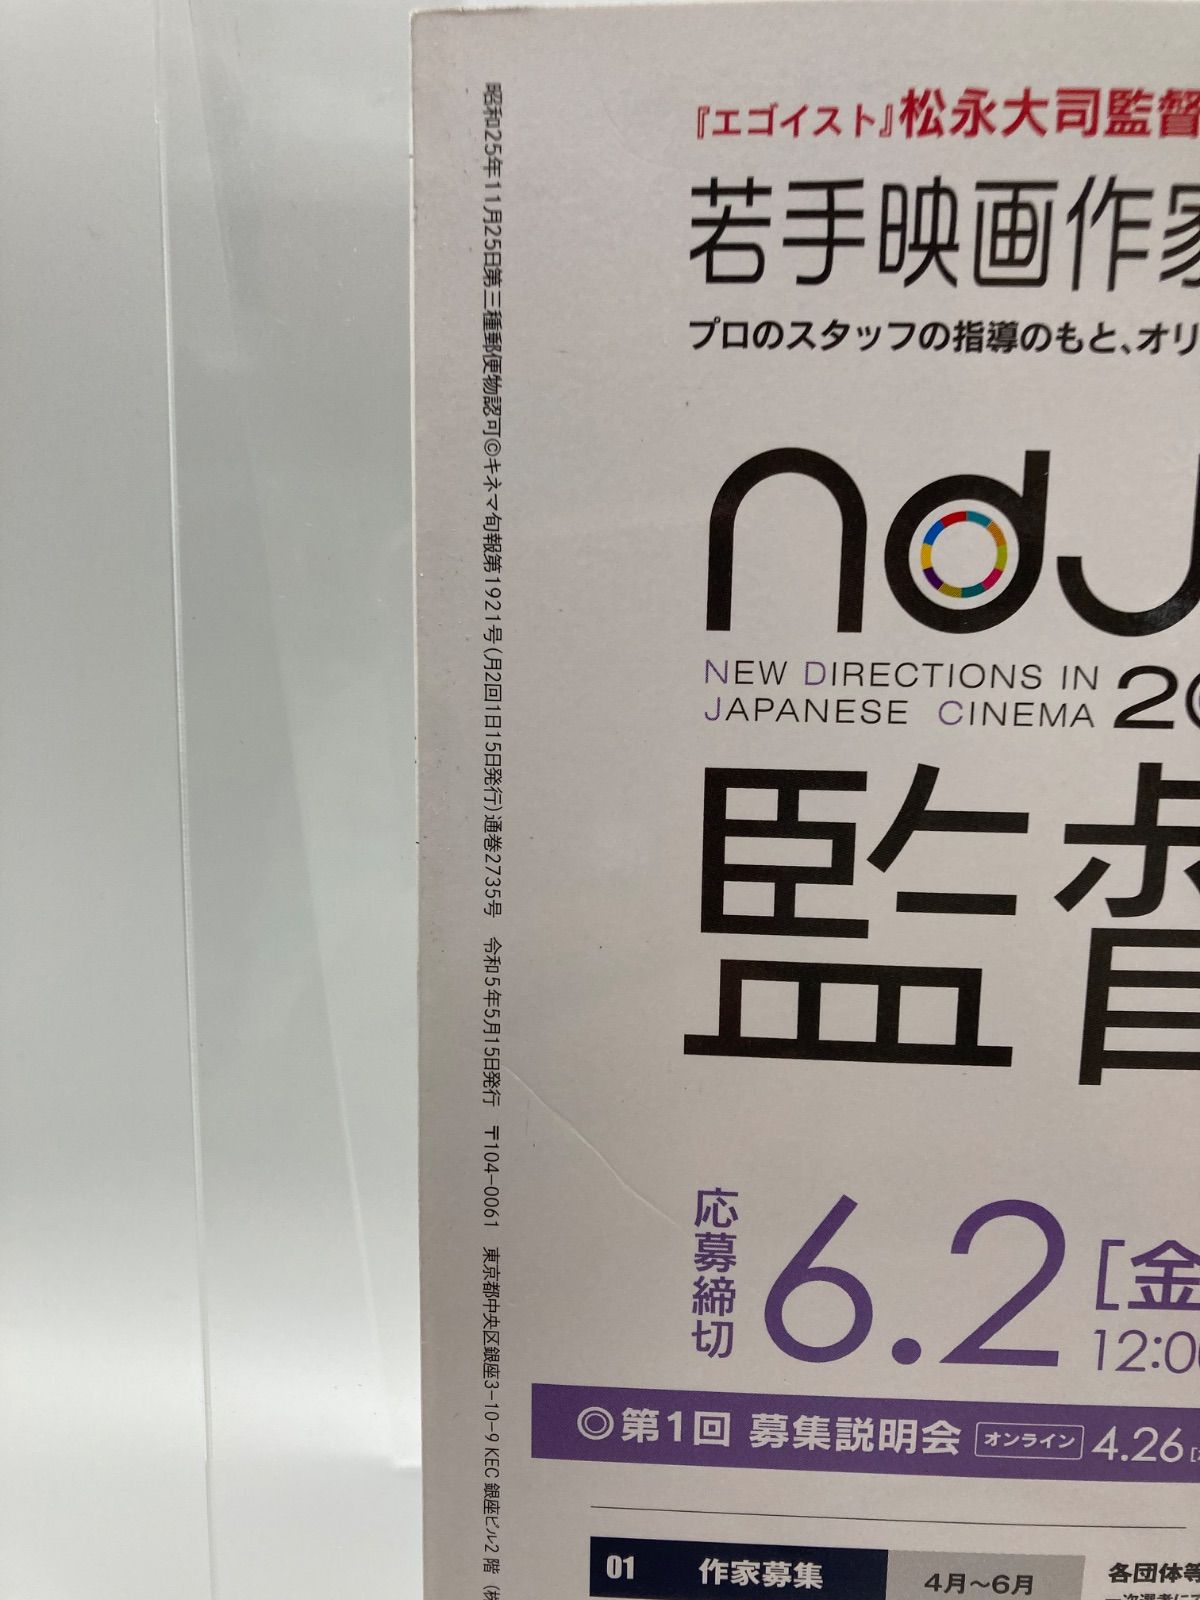 昭和25年11月25日第三種郵便物認可©キネマ旬報第1921号(月2回1日15日発行)通巻2735号　令和5年5月15日発行　〒104-0061　東京都中央区銀座3-10-9 KEC 銀座ビル2 階 (株
『エゴイスト』松永大司監督
若手映画作家
プロのスタッフの指導のもと、オリ
ndJ
NEW DIRECTIONS IN
JAPANESE CINEMA 20
監督
応募締切 6.2 [金
12:00
◎第1回 募集説明会 オンライン 4.26
01 作家募集 4月～6月 各団体等